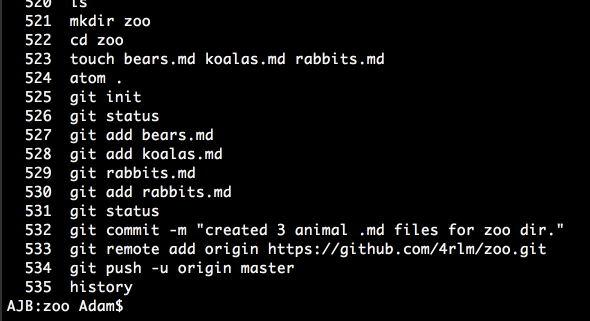 520  ls
521  mkdir zoo
522  cd zoo
523  touch bears.md koalas.md rabbits.md
524  atom .
525  git init
526  git status
527  git add bears.md
528  git add koalas.md
529  git rabbits.md
530  git add rabbits.md
531  git status
532  git commit -m "created 3 animal .md files for zoo dir."
533  git remote add origin https://github.com/4rlm/zoo.git
534  git push -u origin master
535  history
AJB:zoo Adam$